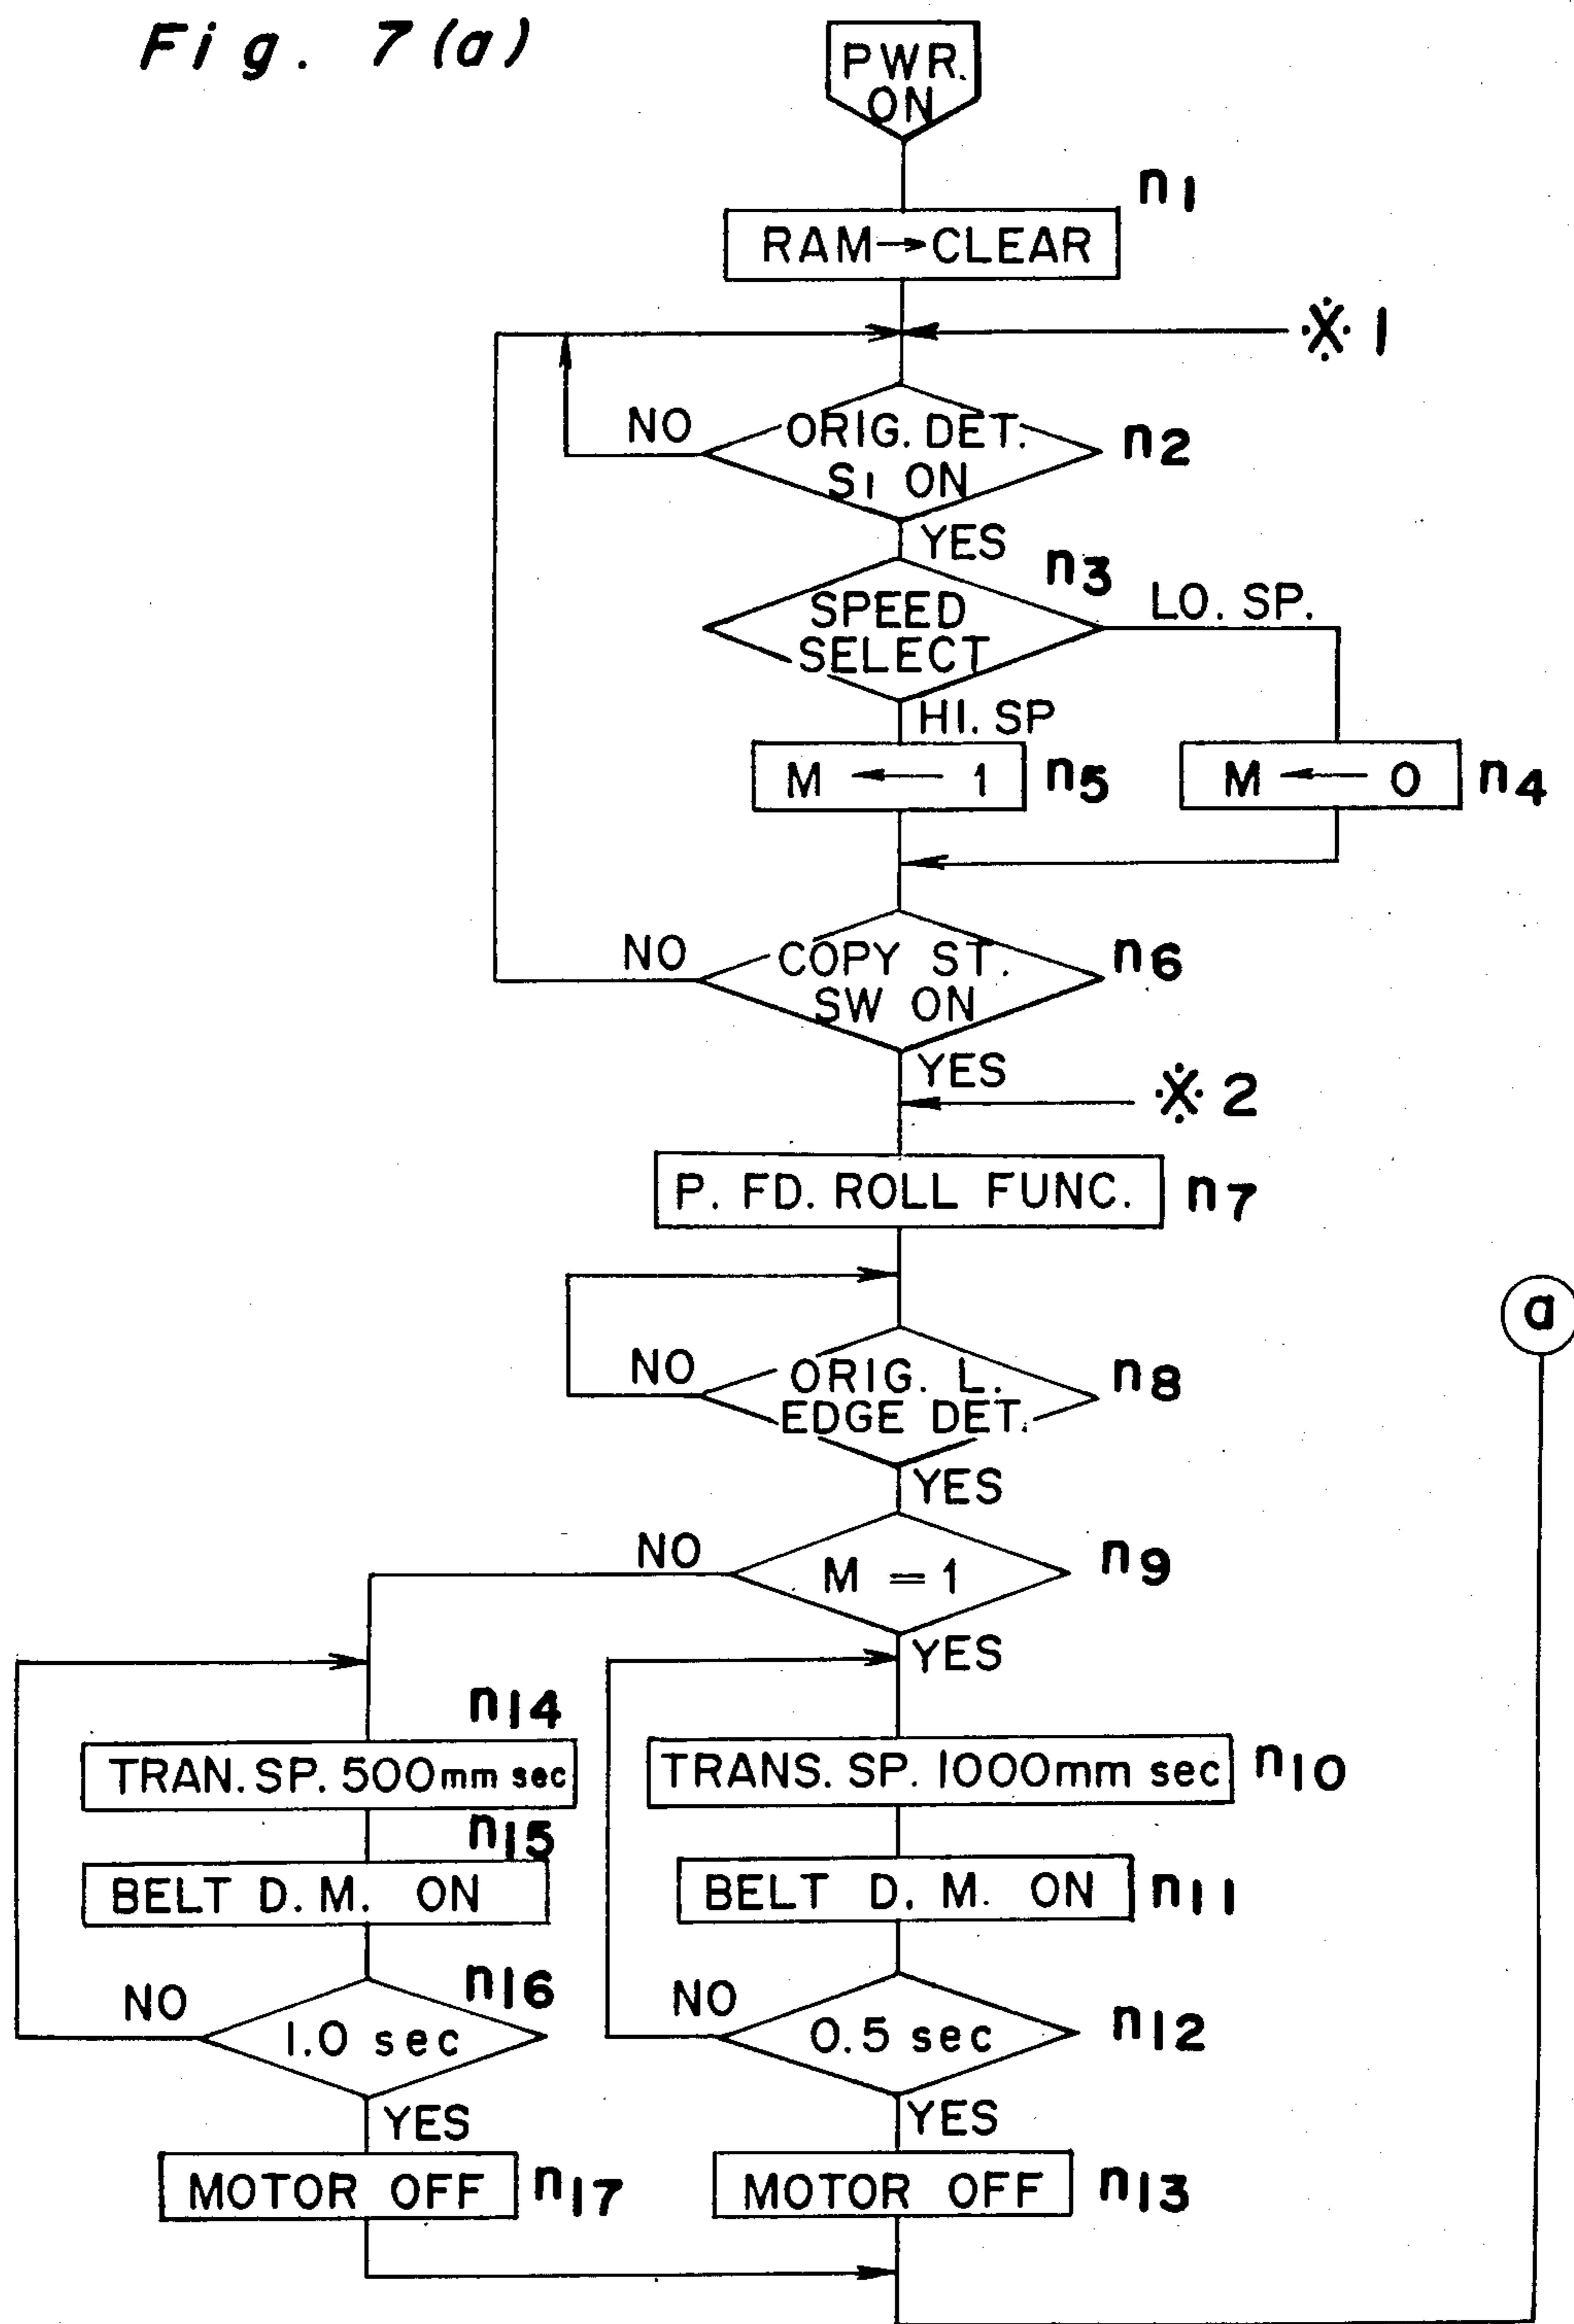 Fig. 7(a)
PWR.
ON
n1
RAM→CLEAR
※1
NO
ORIG. DET.
S1 ON
n2
YES
n3
SPEED
SELECT
LO. SP.
HI. SP
M ← 1
n5
M ← 0
n4
NO
COPY ST.
SW ON
n6
YES
※2
P. FD. ROLL FUNC.
n7
a
NO
ORIG. L.
EDGE DET.
n8
YES
NO
M = 1
n9
YES
n14
TRAN. SP. 500mm sec
TRANS. SP. 1000mm sec
n10
n15
BELT D. M. ON
BELT D. M. ON
n11
n16
NO
1.0 sec
NO
0.5 sec
n12
YES
YES
MOTOR OFF
n17
MOTOR OFF
n13